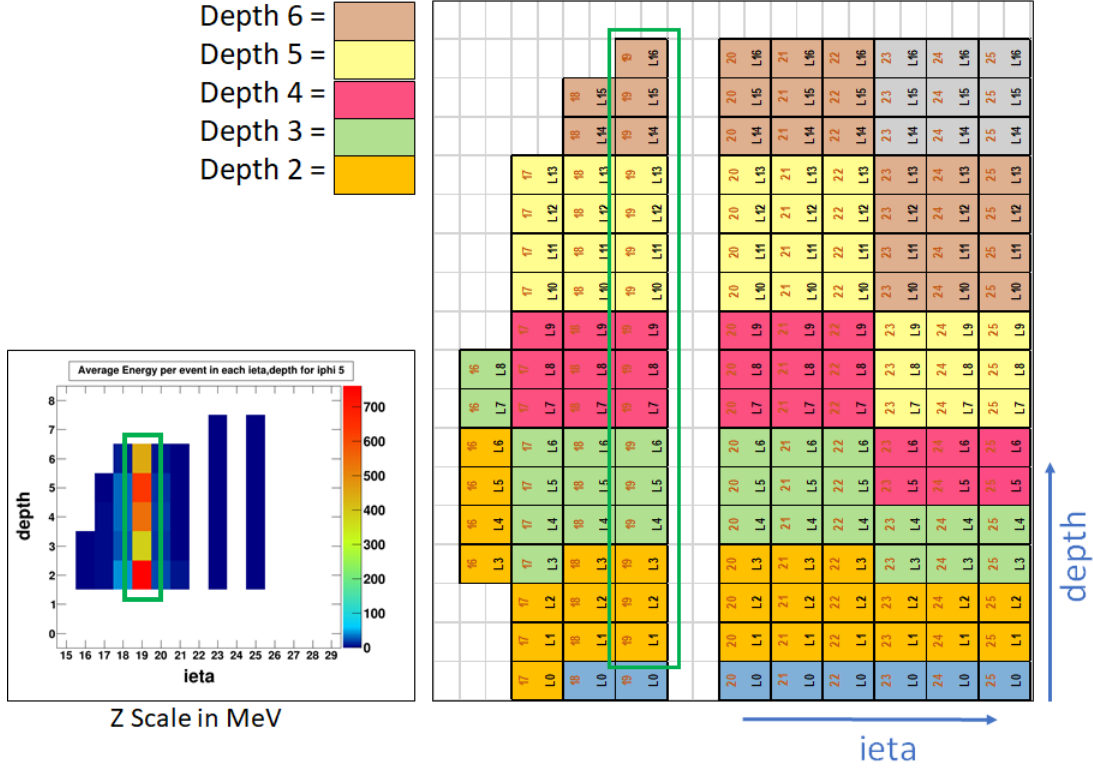 Depth 6 =
Depth 5 =
Depth 4 =
Depth 3 =
Depth 2 =
19 L16 20 L16 21 L16 22 L16 23 L16 24 L16 25 L16
18 L15 19 L15 20 L15 21 L15 22 L15 23 L15 24 L15 25 L15
18 L14 19 L14 20 L14 21 L14 22 L14 23 L14 24 L14 25 L14
17 L13 18 L13 19 L13 20 L13 21 L13 22 L13 23 L13 24 L13 25 L13
17 L12 18 L12 19 L12 20 L12 21 L12 22 L12 23 L12 24 L12 25 L12
17 L11 18 L11 19 L11 20 L11 21 L11 22 L11 23 L11 24 L11 25 L11
17 L10 18 L10 19 L10 20 L10 21 L10 22 L10 23 L10 24 L10 25 L10
17 L9 18 L9 19 L9 20 L9 21 L9 22 L9 23 L9 24 L9 25 L9
16 L8 17 L8 18 L8 19 L8 20 L8 21 L8 22 L8 23 L8 24 L8 25 L8
16 L7 17 L7 18 L7 19 L7 20 L7 21 L7 22 L7 23 L7 24 L7 25 L7
16 L6 17 L6 18 L6 19 L6 20 L6 21 L6 22 L6 23 L6 24 L6 25 L6
16 L5 17 L5 18 L5 19 L5 20 L5 21 L5 22 L5 23 L5 24 L5 25 L5
16 L4 17 L4 18 L4 19 L4 20 L4 21 L4 22 L4 23 L4 24 L4 25 L4
16 L3 17 L3 18 L3 19 L3 20 L3 21 L3 22 L3 23 L3 24 L3 25 L3
17 L2 18 L2 19 L2 20 L2 21 L2 22 L2 23 L2 24 L2 25 L2
17 L1 18 L1 19 L1 20 L1 21 L1 22 L1 23 L1 24 L1 25 L1
17 L0 18 L0 19 L0 20 L0 21 L0 22 L0 23 L0 24 L0 25 L0
depth
ieta
Average Energy per event in each ieta,depth for iphi 5
8
7
6
5
4
3
2
1
0
depth
700
600
500
400
300
200
100
0
15 16 17 18 19 20 21 22 23 24 25 26 27 28 29
ieta
Z Scale in MeV